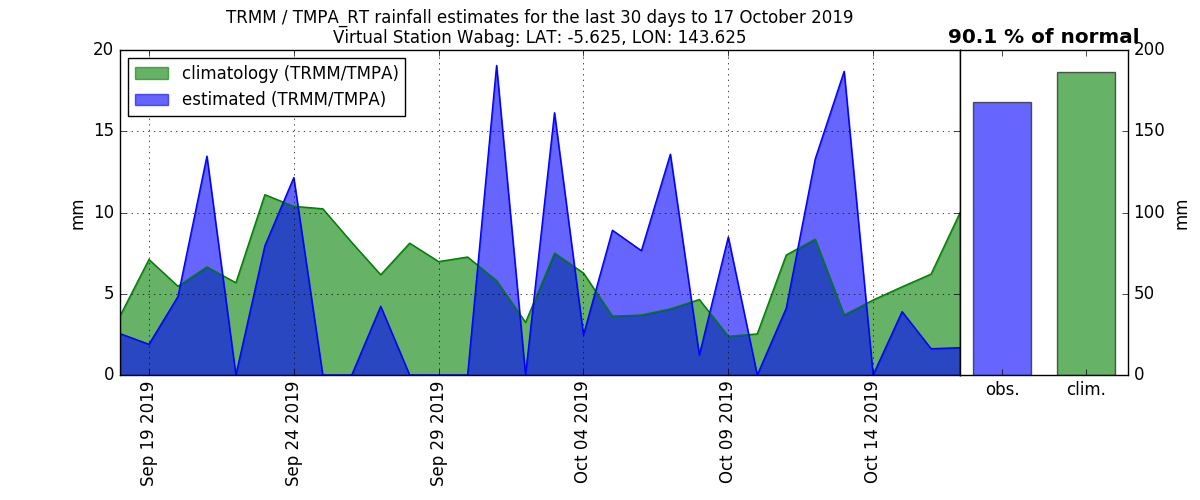 TRMM / TMPA_RT rainfall estimates for the last 30 days to 17 October 2019
Virtual Station Wabag: LAT: -5.625, LON: 143.625
90.1 % of normal
climatology (TRMM/TMPA)
estimated (TRMM/TMPA)
20
15
10
5
0
mm
200
150
100
50
0
mm
Sep 19 2019
Sep 24 2019
Sep 29 2019
Oct 04 2019
Oct 09 2019
Oct 14 2019
obs.
clim.